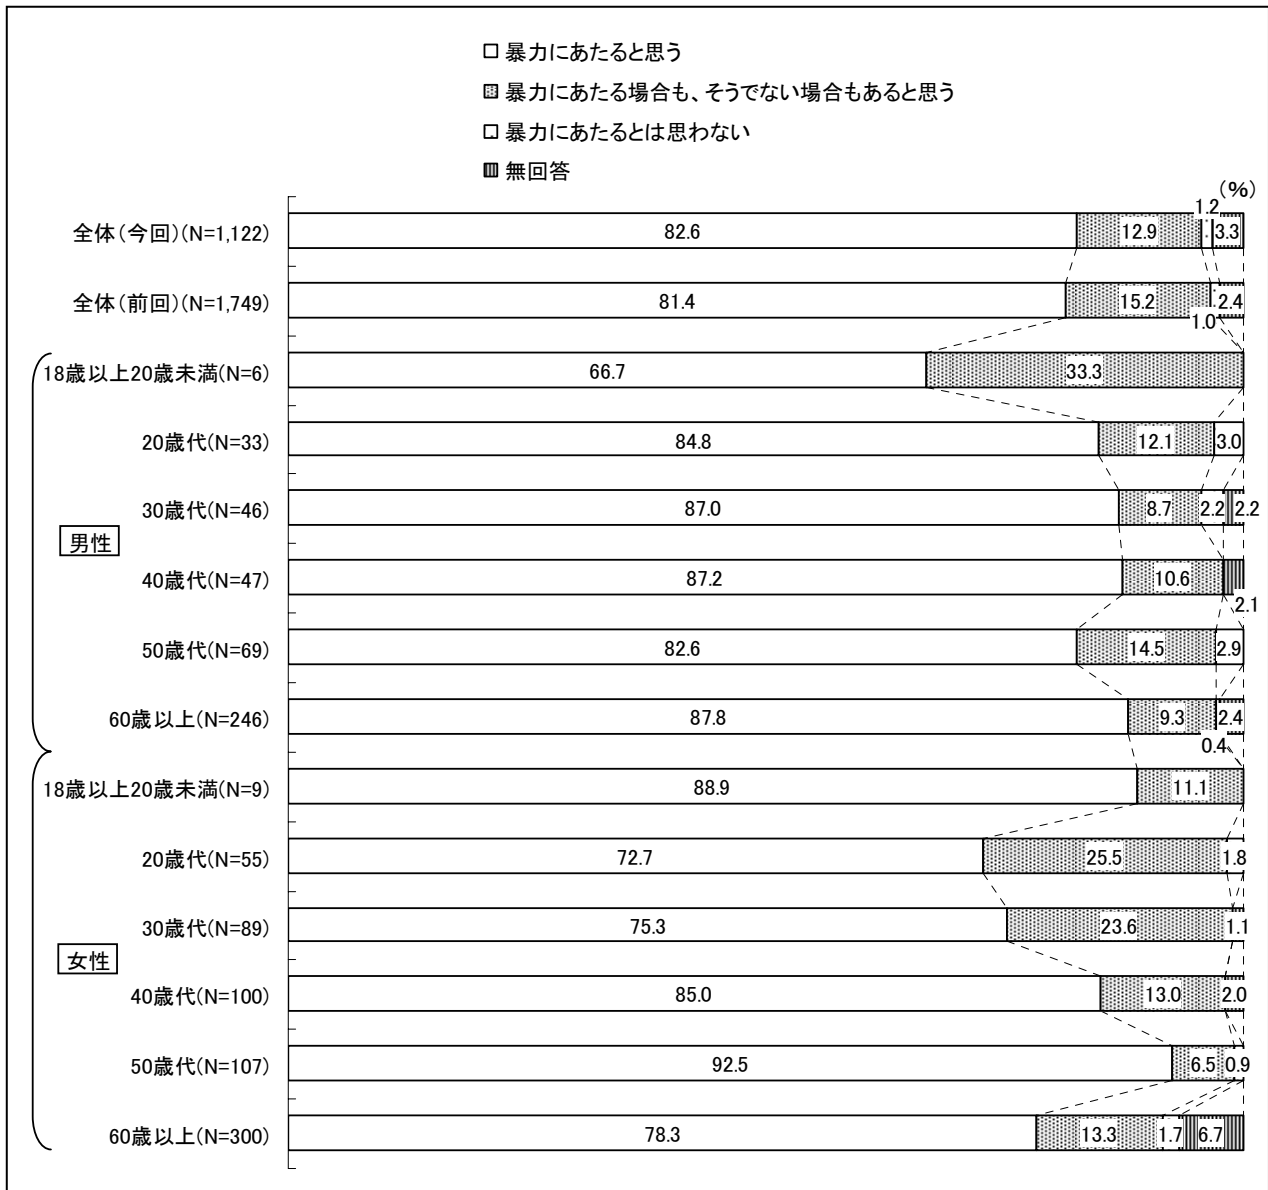 暴力にあたると思う
暴力にあたる場合も、そうでない場合もあると思う
暴力にあたるとは思わない
無回答
(%)
全体(今回)(N=1,122) 82.6 12.9 1.2 3.3
全体(前回)(N=1,749) 81.4 15.2 1.0 2.4
男性
18歳以上20歳未満(N=6) 66.7 33.3
20歳代(N=33) 84.8 12.1 3.0
30歳代(N=46) 87.0 8.7 2.2 2.2
40歳代(N=47) 87.2 10.6 2.1
50歳代(N=69) 82.6 14.5 2.9
60歳以上(N=246) 87.8 9.3 0.4 2.4
女性
18歳以上20歳未満(N=9) 88.9 11.1
20歳代(N=55) 72.7 25.5 1.8
30歳代(N=89) 75.3 23.6 1.1
40歳代(N=100) 85.0 13.0 2.0
50歳代(N=107) 92.5 6.5 0.9
60歳以上(N=300) 78.3 13.3 1.7 6.7